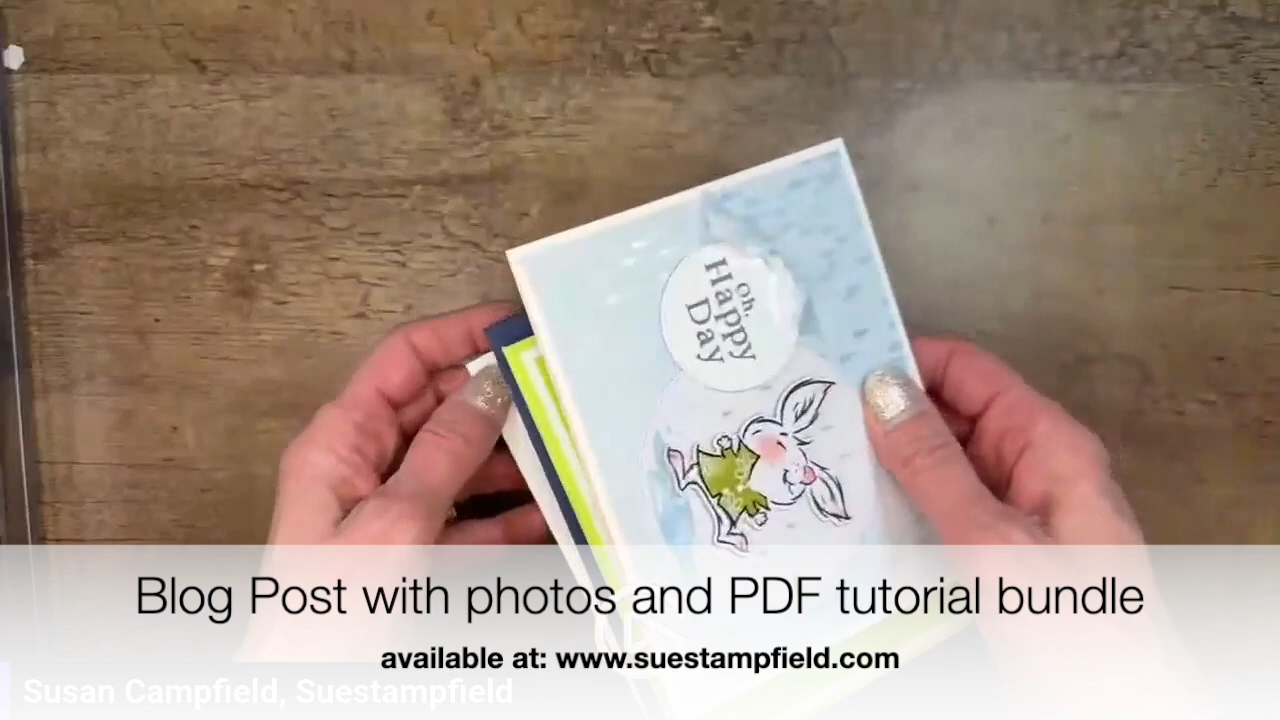 Oh,
Happy
Day
Blog Post with photos and PDF tutorial bundle
available at: www.suestampfield.com
Susan Campfield, Suestampfield